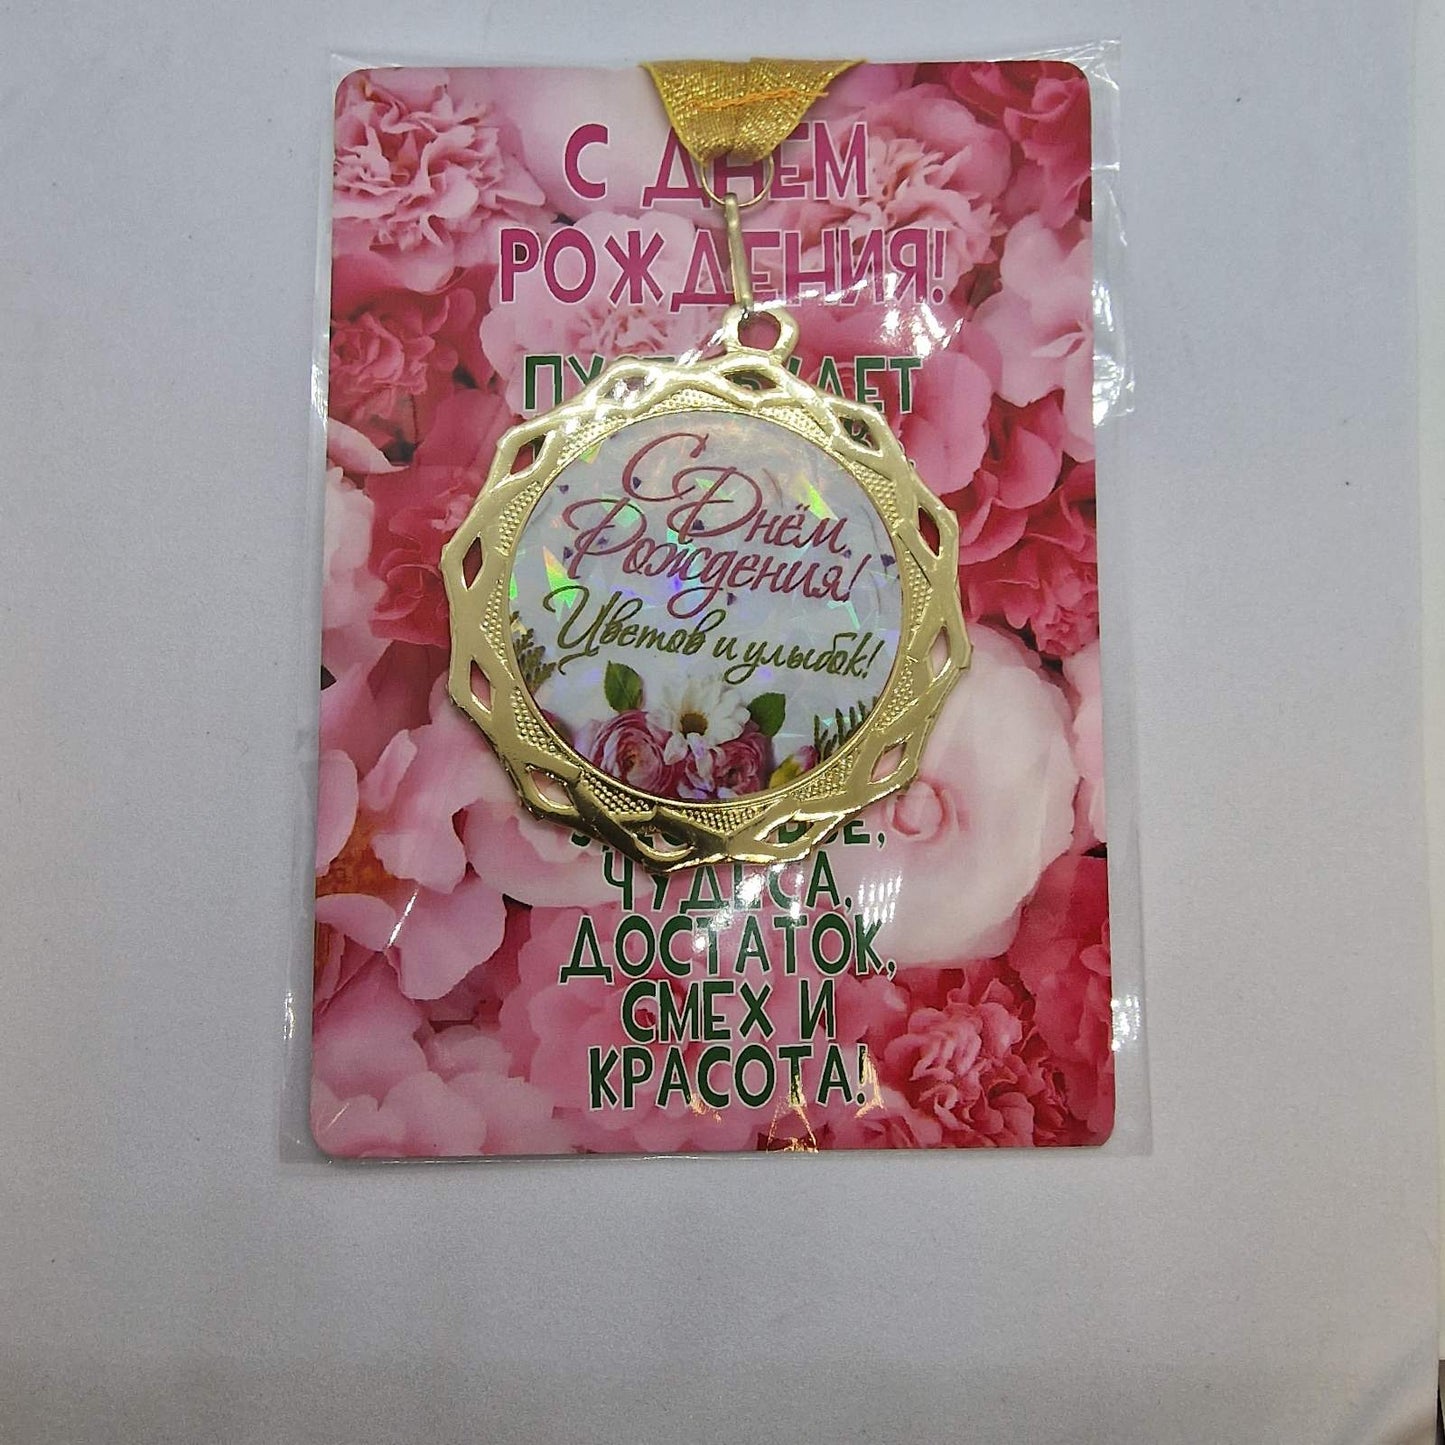 С ДНЕМ
РОЖДЕНИЯ!
С Днём
Рождения!
Цветов и улыбок!
ЧУДЕСА,
ДОСТАТОК,
СМЕХ И
КРАСОТА!